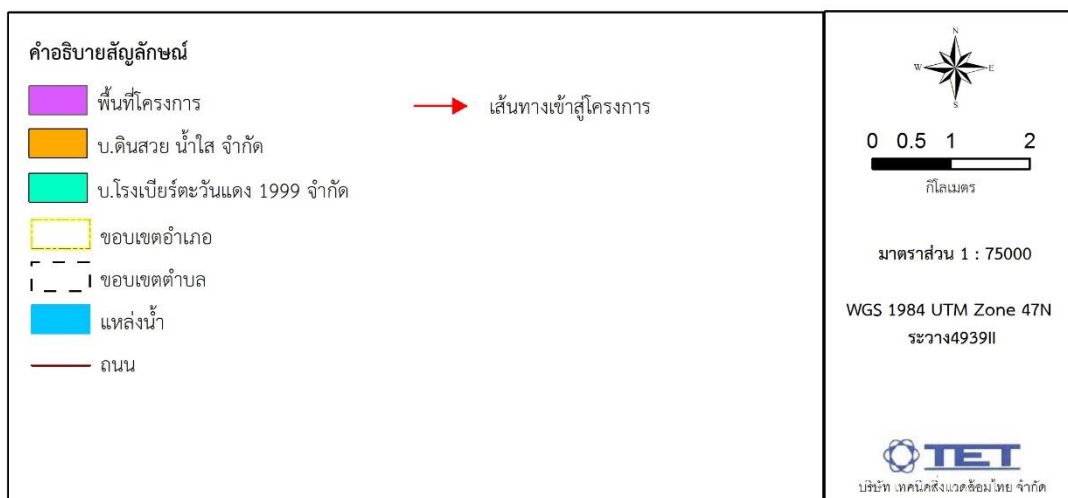 คำอธิบายสัญลักษณ์
พื้นที่โครงการ
เส้นทางเข้าสู่โครงการ
บ.ดินสวย น้ำใส จำกัด
บ.โรงเบียร์ตะวันแดง 1999 จำกัด
ขอบเขตอำเภอ
ขอบเขตตำบล
แหล่งน้ำ
ถนน
N
W E
S
0 0.5 1 2
กิโลเมตร
มาตราส่วน 1 : 75000
WGS 1984 UTM Zone 47N
ระวาง4939II
TET
บริษัท เทคนิคสิ่งแวดล้อมไทย จำกัด